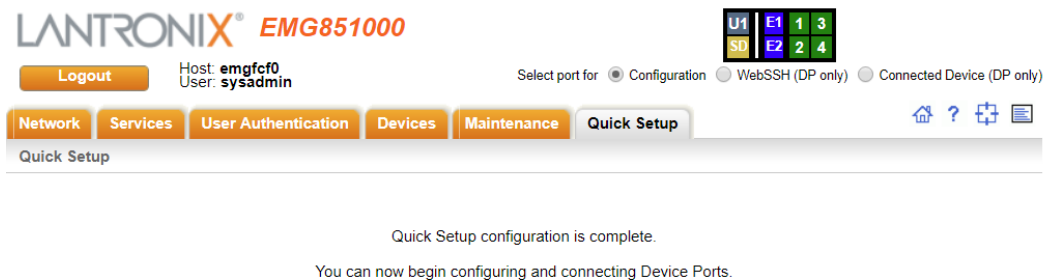 LANTRONIX® EMG851000
U1 E1 1 3
SD E2 2 4
Logout
Host: emgfcf0
User: sysadmin
Select port for Configuration WebSSH (DP only) Connected Device (DP only)
Network Services User Authentication Devices Maintenance Quick Setup ?
Quick Setup
Quick Setup configuration is complete.
You can now begin configuring and connecting Device Ports.